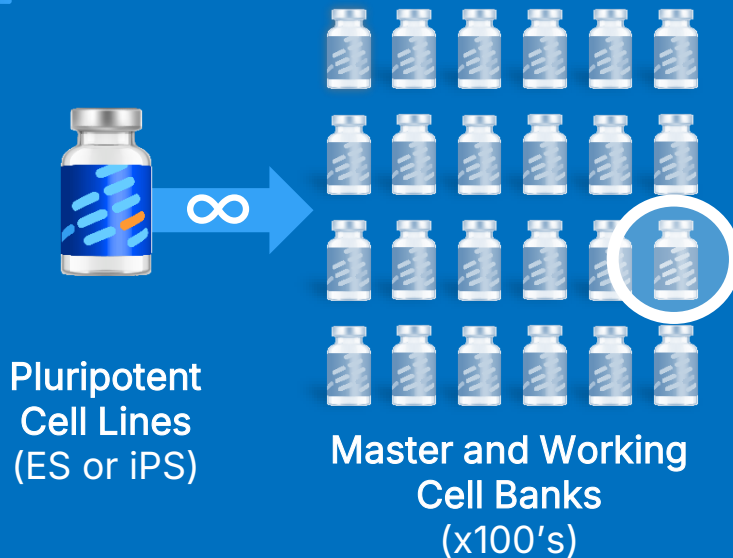 ∞
Pluripotent
Cell Lines
(ES or iPS)
Master and Working
Cell Banks
(x100's)